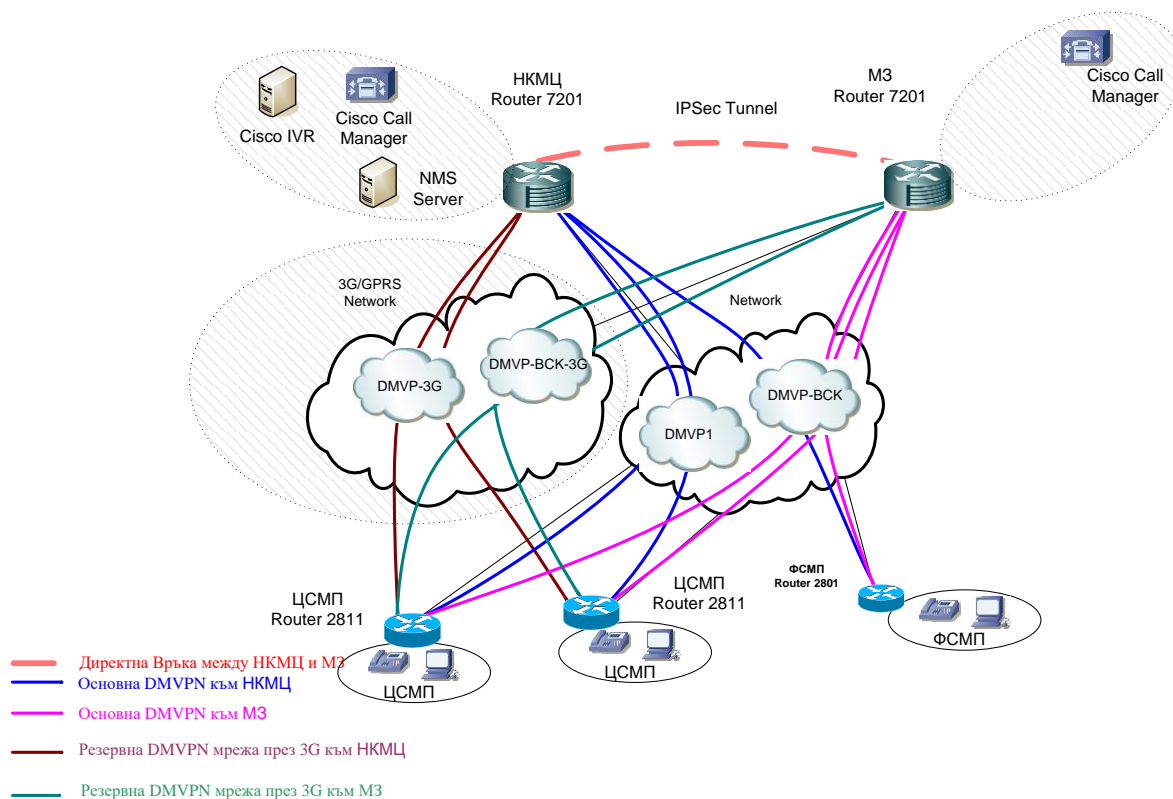 НКМЦ
Router 7201
МЗ
Router 7201
IPSec Tunnel
Cisco Call
Manager
Cisco IVR
Cisco Call
Manager
NMS
Server
3G/GPRS
Network
Network
DMVP-3G
DMVP-BCK-3G
DMVP1
DMVP-BCK
ЦСМП
Router 2811
ЦСМП
Router 2811
ФСМП
Router 2801
ЦСМП
ЦСМП
ФСМП
Директна Връка между НКМЦ и МЗ
Основна DMVPN към НКМЦ
Основна DMVPN към МЗ
Резервна DMVPN мрежа през 3G към НКМЦ
Резервна DMVPN мрежа през 3G към МЗ